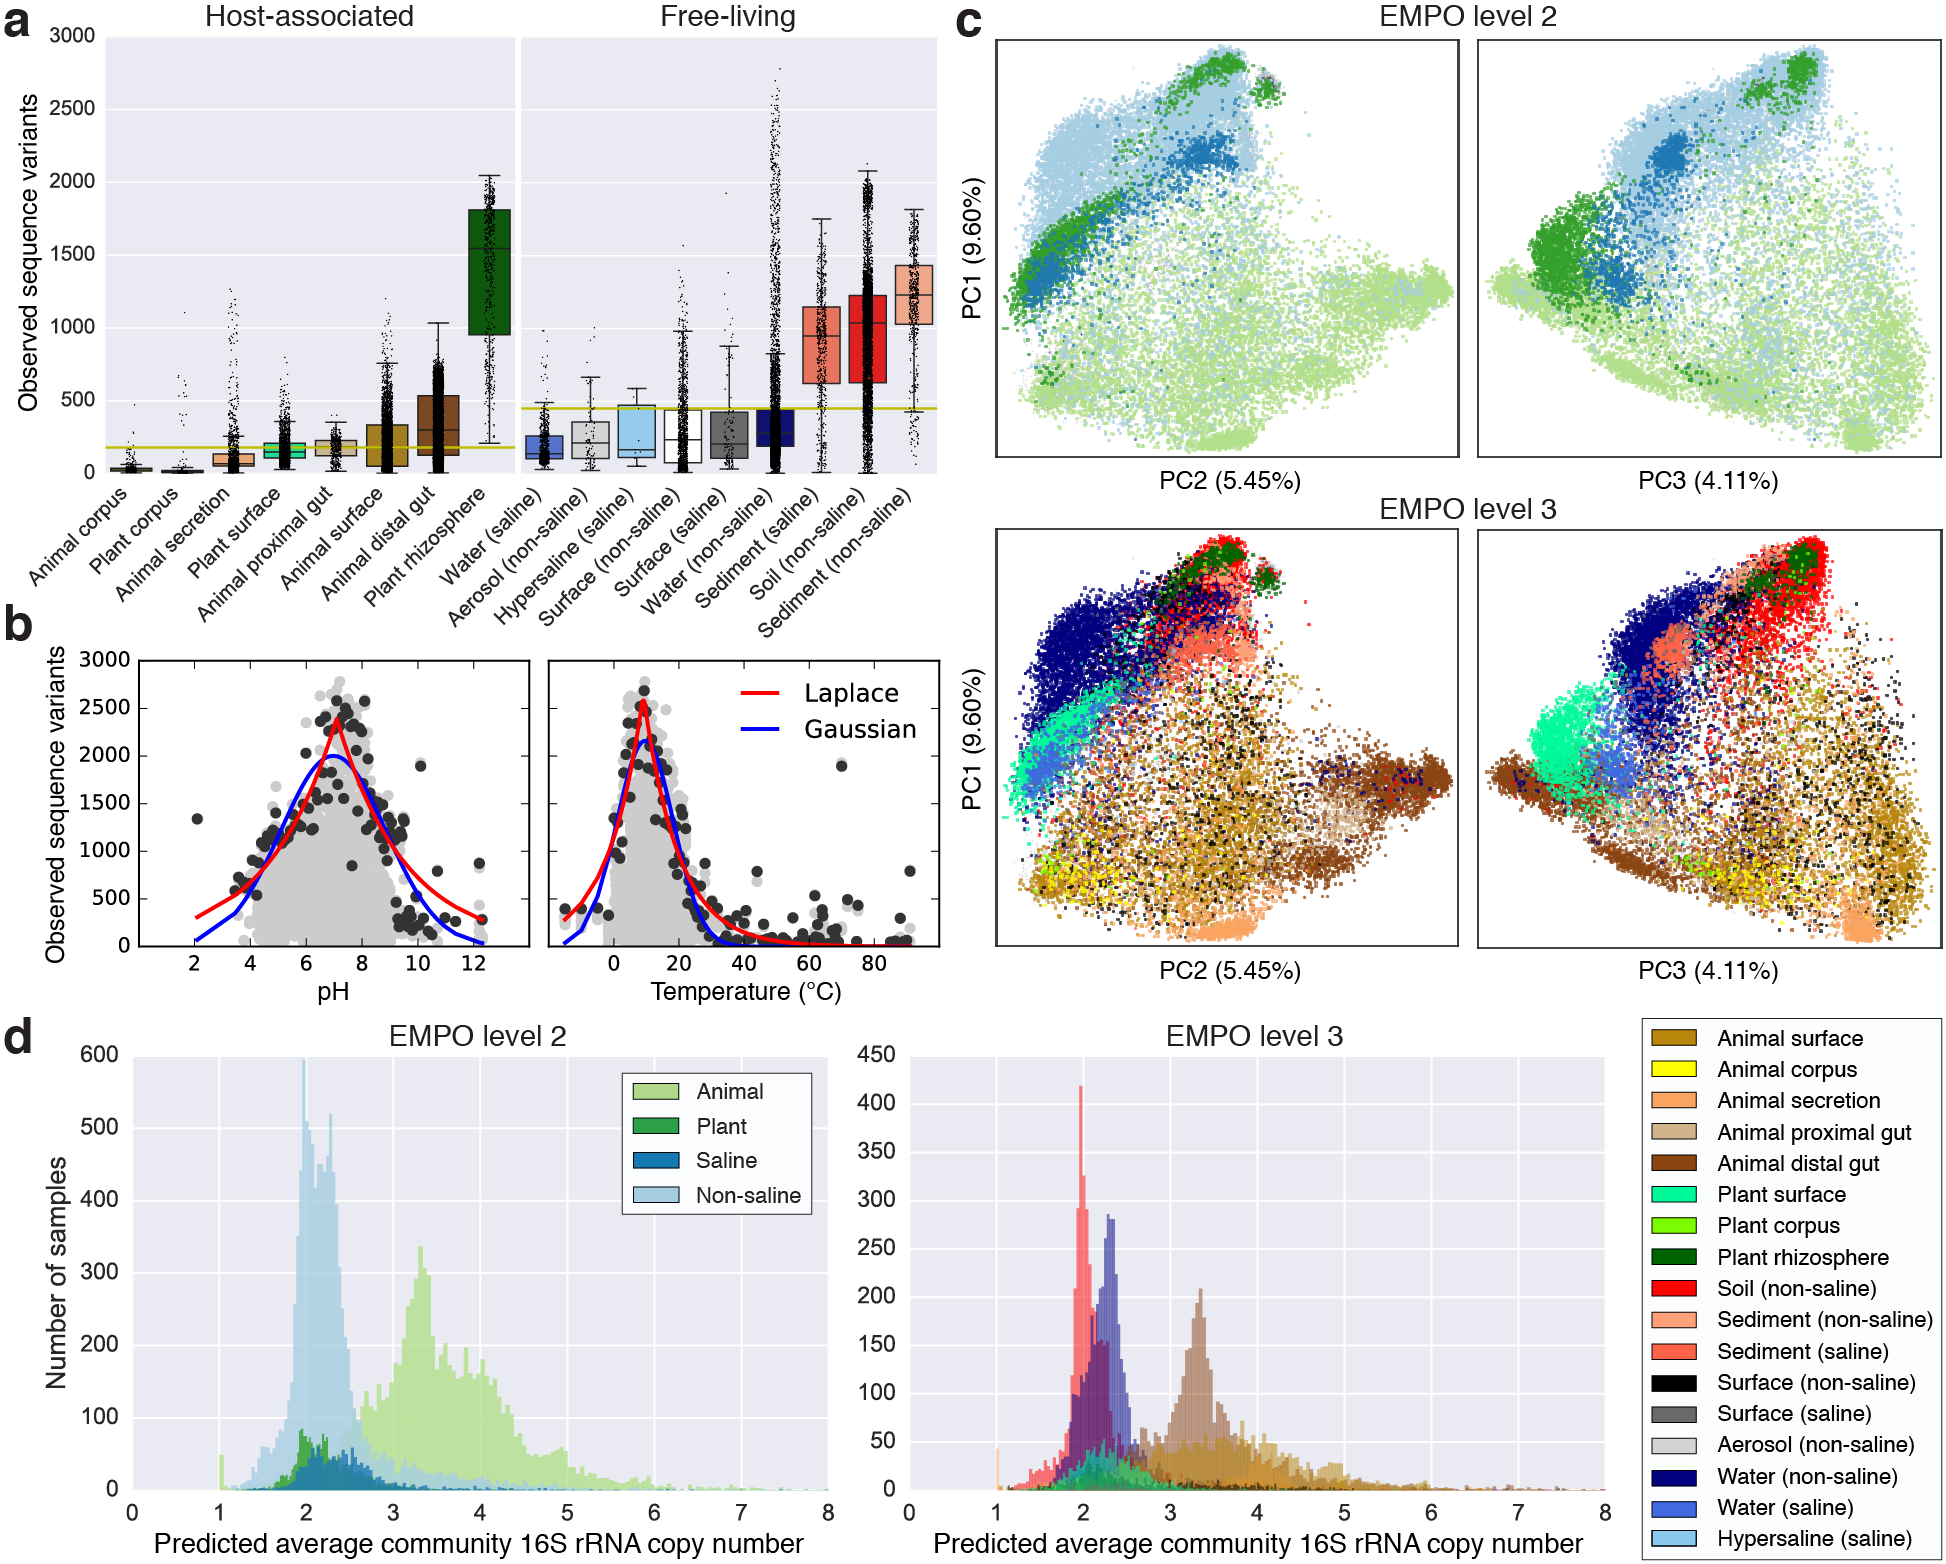 a
Host-associated
Free-living
Observed sequence variants
3000
2500
2000
1500
1000
500
0
Animal corpus
Plant corpus
Animal secretion
Plant surface
Animal proximal gut
Animal surface
Animal distal gut
Plant rhizosphere
Water (saline)
Aerosol (non-saline)
Hypersaline (saline)
Surface (non-saline)
Surface (saline)
Water (non-saline)
Sediment (saline)
Soil (non-saline)
Sediment (non-saline)
b
Observed sequence variants
3000
2500
2000
1500
1000
500
0
2 4 6 8 10 12
pH
Laplace
Gaussian
0 20 40 60 80
Temperature (°C)
c
EMPO level 2
PC1 (9.60%)
PC2 (5.45%)
PC3 (4.11%)
EMPO level 3
PC1 (9.60%)
PC2 (5.45%)
PC3 (4.11%)
d
EMPO level 2
Number of samples
600
500
400
300
200
100
0
0 1 2 3 4 5 6 7 8
Predicted average community 16S rRNA copy number
Animal
Plant
Saline
Non-saline
EMPO level 3
450
400
350
300
250
200
150
100
50
0
0 1 2 3 4 5 6 7 8
Predicted average community 16S rRNA copy number
Animal surface
Animal corpus
Animal secretion
Animal proximal gut
Animal distal gut
Plant surface
Plant corpus
Plant rhizosphere
Soil (non-saline)
Sediment (non-saline)
Sediment (saline)
Surface (non-saline)
Surface (saline)
Aerosol (non-saline)
Water (non-saline)
Water (saline)
Hypersaline (saline)